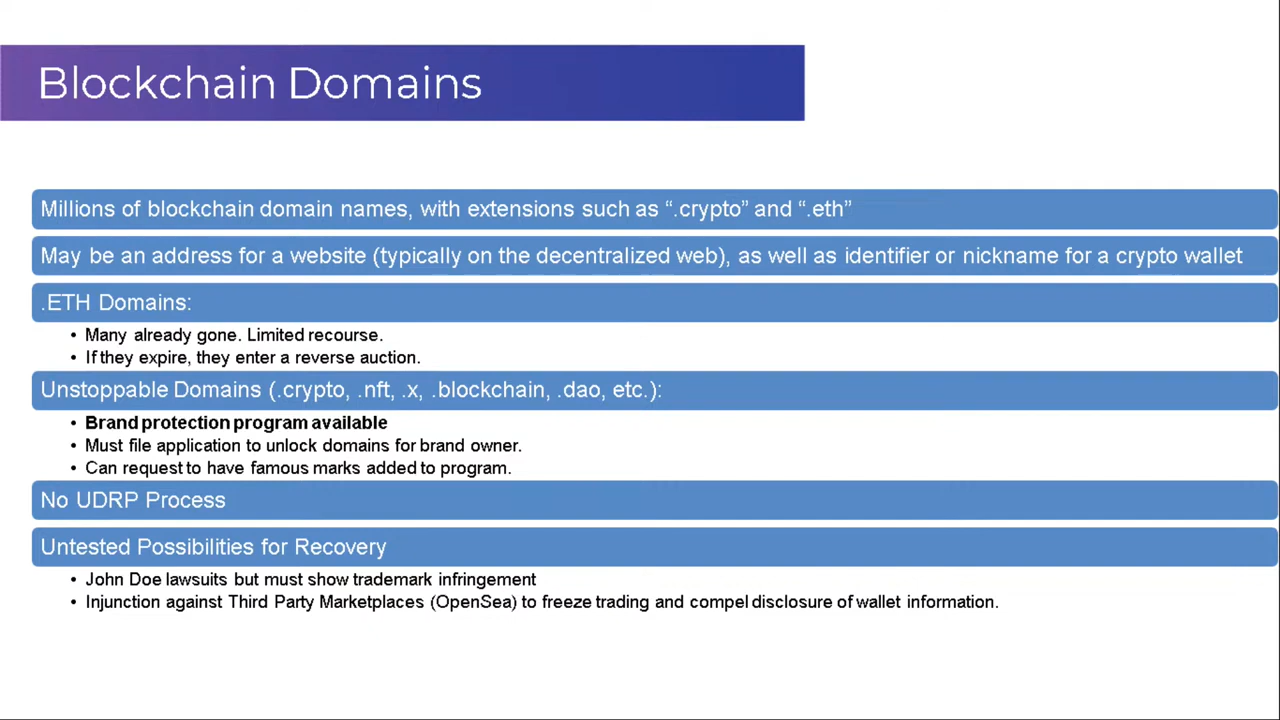 Blockchain Domains
Millions of blockchain domain names, with extensions such as “.crypto” and “.eth”
May be an address for a website (typically on the decentralized web), as well as identifier or nickname for a crypto wallet
.ETH Domains:
• Many already gone. Limited recourse.
• If they expire, they enter a reverse auction.
Unstoppable Domains (.crypto, .nft, .x, .blockchain, .dao, etc.):
• Brand protection program available
• Must file application to unlock domains for brand owner.
• Can request to have famous marks added to program.
No UDRP Process
Untested Possibilities for Recovery
• John Doe lawsuits but must show trademark infringement
• Injunction against Third Party Marketplaces (OpenSea) to freeze trading and compel disclosure of wallet information.